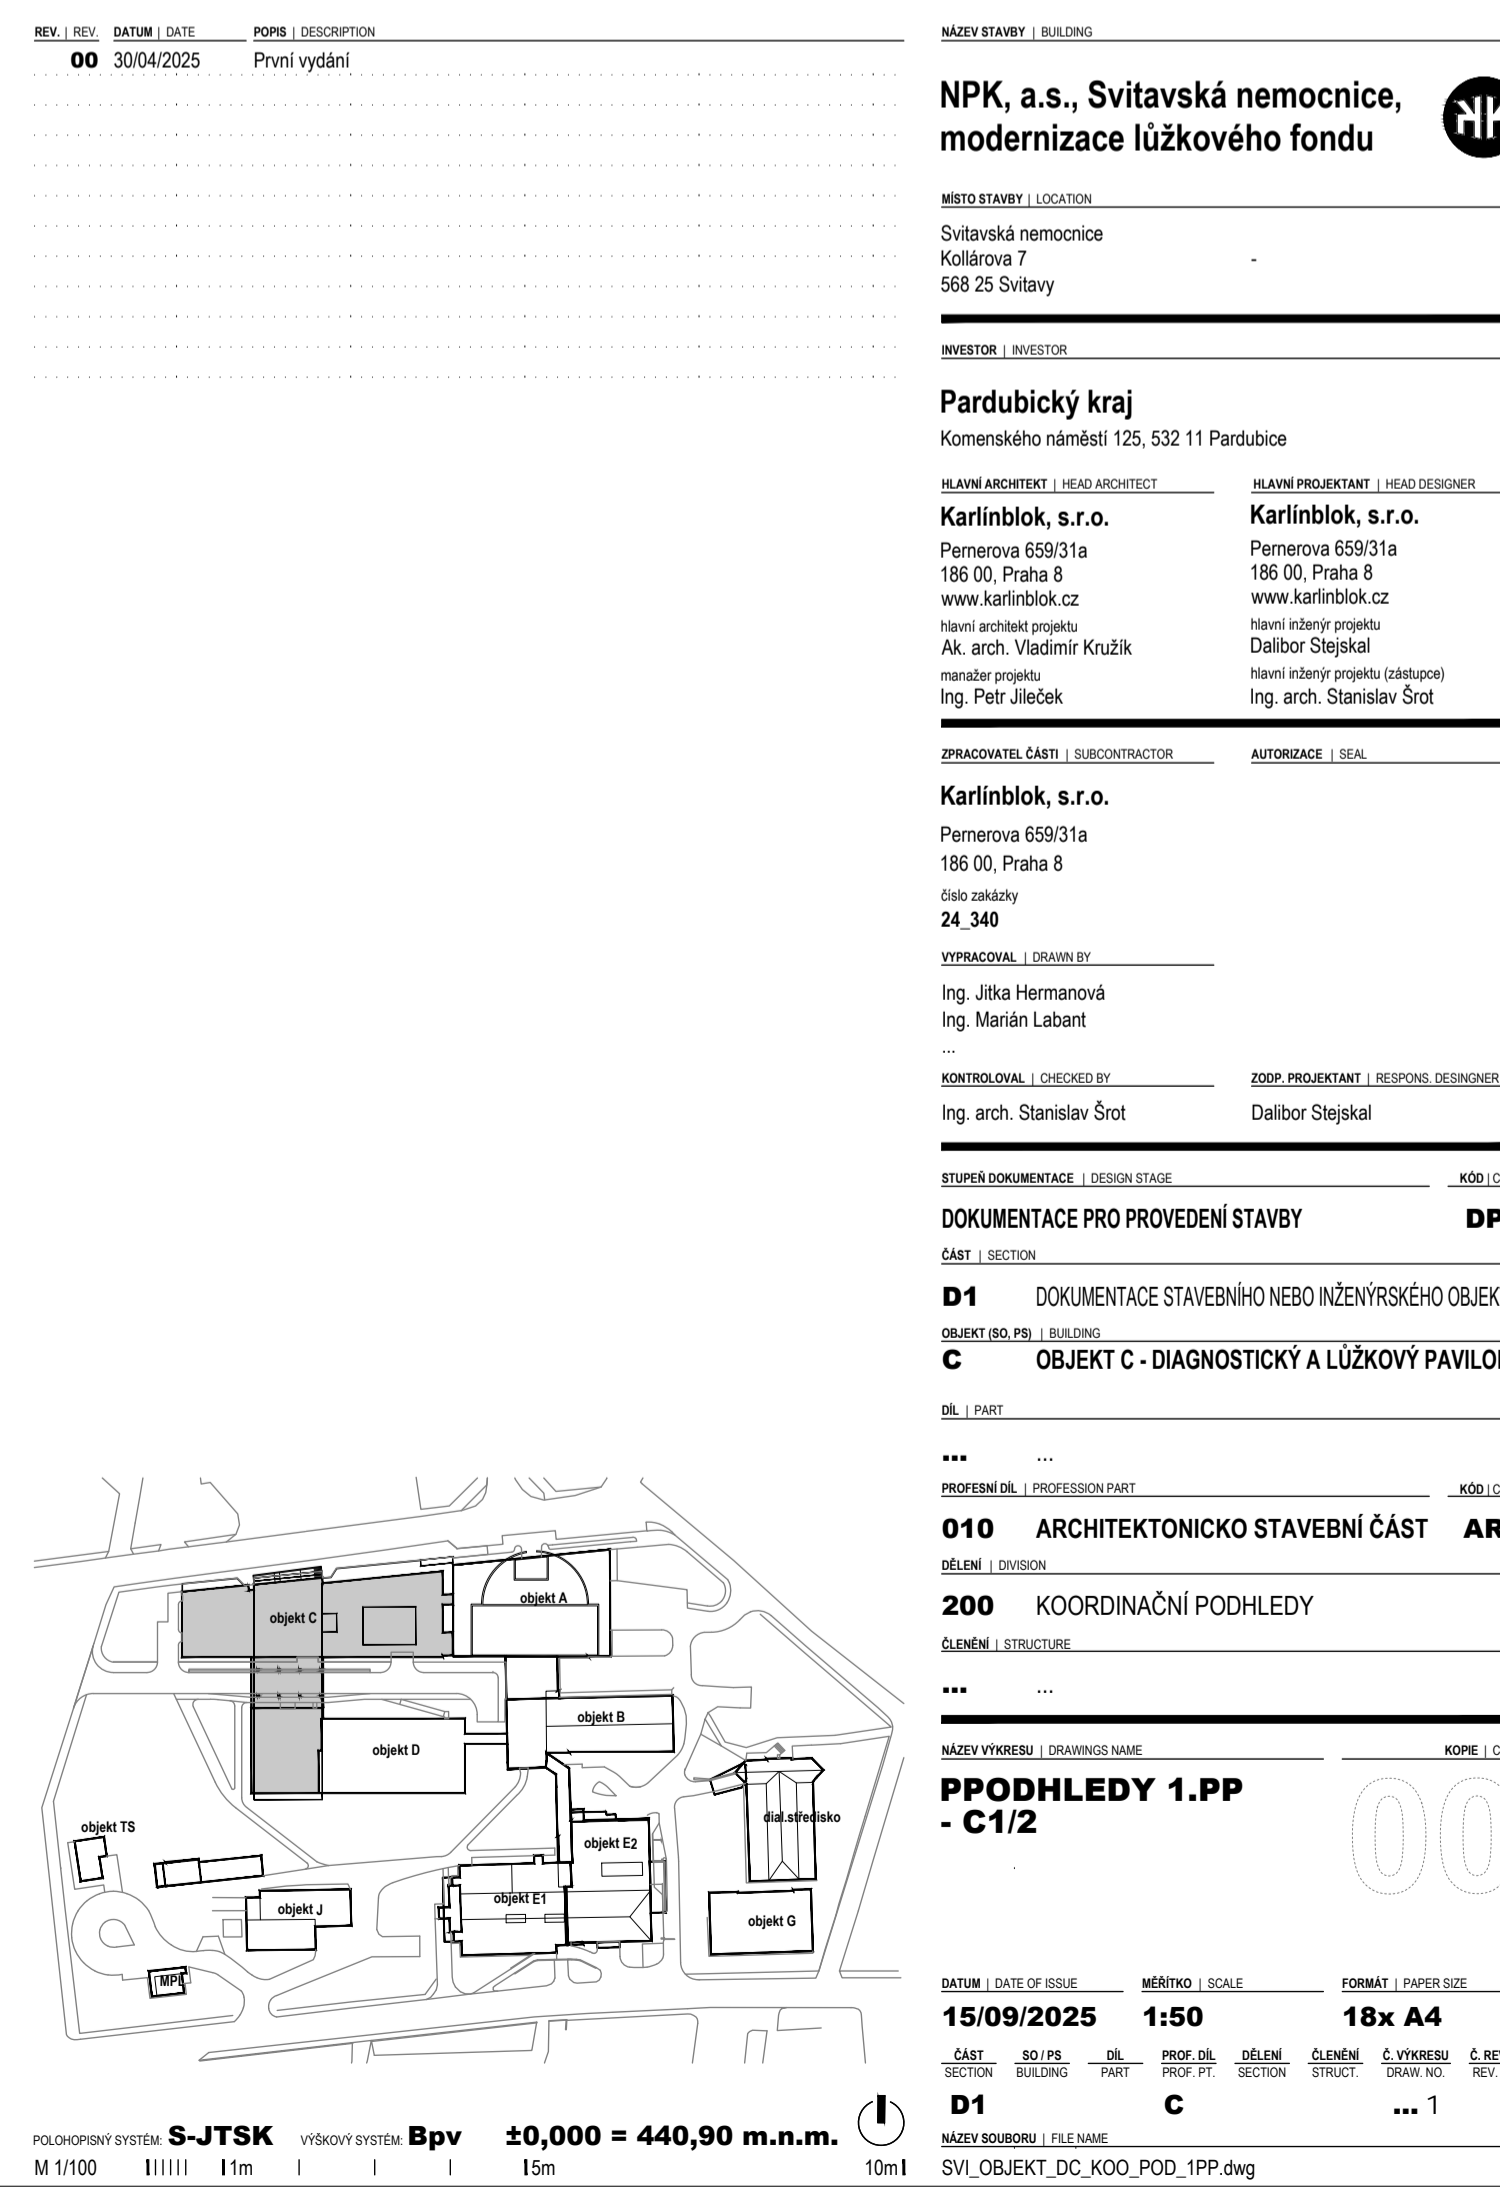 REV. | REV. DATUM | DATE POPIS | DESCRIPTION
00 30/04/2025 První vydání
NÁZEV STAVBY | BUILDING
NPK, a.s., Svitavská nemocnice,
modernizace lůžkového fondu
MÍSTO STAVBY | LOCATION
Svitavská nemocnice
Kollárova 7 -
568 25 Svitavy
INVESTOR | INVESTOR
Pardubický kraj
Komenského náměstí 125, 532 11 Pardubice
HLAVNÍ ARCHITEKT | HEAD ARCHITECT
Karlínblok, s.r.o.
Pernerova 659/31a
186 00, Praha 8
www.karlinblok.cz
hlavní architekt projektu
Ak. arch. Vladimír Kružík
manažer projektu
Ing. Petr Jileček
HLAVNÍ PROJEKTANT | HEAD DESIGNER
Karlínblok, s.r.o.
Pernerova 659/31a
186 00, Praha 8
www.karlinblok.cz
hlavní inženýr projektu
Dalibor Stejskal
hlavní inženýr projektu (zástupce)
Ing. arch. Stanislav Šrot
ZPRACOVATEL ČÁSTI | SUBCONTRACTOR
AUTORIZACE | SEAL
Karlínblok, s.r.o.
Pernerova 659/31a
186 00, Praha 8
číslo zakázky
24_340
VYPRACOVAL | DRAWN BY
Ing. Jitka Hermanová
Ing. Marián Labant
...
KONTROLOVAL | CHECKED BY
Ing. arch. Stanislav Šrot
ZODP. PROJEKTANT | RESPONS. DESINGNER
Dalibor Stejskal
STUPEŇ DOKUMENTACE | DESIGN STAGE KÓD | C
DOKUMENTACE PRO PROVEDENÍ STAVBY DP
ČÁST | SECTION
D1 DOKUMENTACE STAVEBNÍHO NEBO INŽENÝRSKÉHO OBJEK
OBJEKT (SO, PS) | BUILDING
C OBJEKT C - DIAGNOSTICKÝ A LŮŽKOVÝ PAVILO
DÍL | PART
... ...
PROFESNÍ DÍL | PROFESSION PART KÓD | C
010 ARCHITEKTONICKO STAVEBNÍ ČÁST AR
DĚLENÍ | DIVISION
200 KOORDINAČNÍ PODHLEDY
ČLENĚNÍ | STRUCTURE
... ...
NÁZEV VÝKRESU | DRAWINGS NAME KOPIE | C
PPODHLEDY 1.PP
- C1/2
00
DATUM | DATE OF ISSUE MĚŘÍTKO | SCALE FORMÁT | PAPER SIZE
15/09/2025 1:50 18x A4
ČÁST SO / PS DÍL PROF. DÍL DĚLENÍ ČLENĚNÍ Č. VÝKRESU Č. RE
SECTION BUILDING PART PROF. PT. SECTION STRUCT. DRAW. NO. REV.
D1 C ... 1
NÁZEV SOUBORU | FILE NAME
SVI_OBJEKT_DC_KOO_POD_1PP.dwg
objekt A
objekt C
objekt B
objekt D
dial.středisko
objekt TS
objekt E2
objekt E1
objekt J
objekt G
MPL
POLOHOPISNÝ SYSTÉM: S-JTSK VÝŠKOVÝ SYSTÉM: Bpv ±0,000 = 440,90 m.n.m.
M 1/100 1m 5m 10m